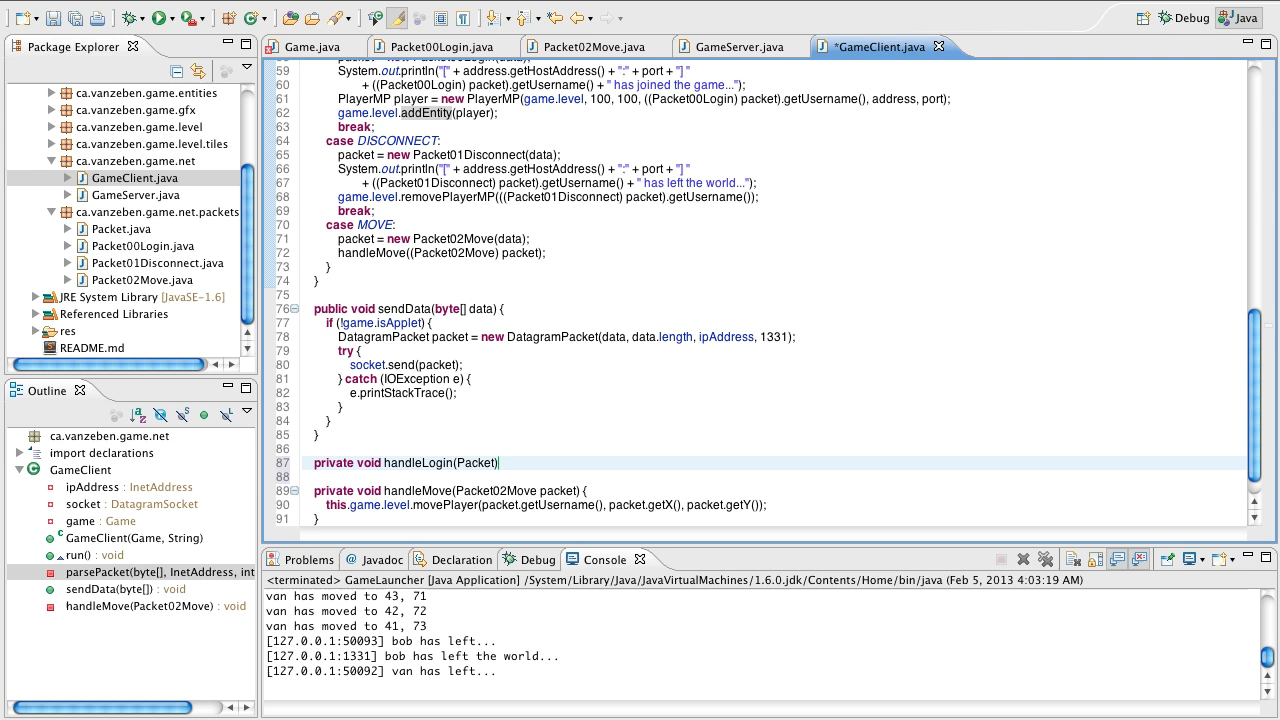 Debug
Java
Package Explorer
ca.vanzeben.game.entities
ca.vanzeben.game.gfx
ca.vanzeben.game.level
ca.vanzeben.game.level.tiles
ca.vanzeben.game.net
GameClient.java
GameServer.java
ca.vanzeben.game.net.packets
Packet.java
Packet00Login.java
Packet01Disconnect.java
Packet02Move.java
JRE System Library [JavaSE-1.6]
Referenced Libraries
res
README.md
Outline
ca.vanzeben.game.net
import declarations
GameClient
ipAddress : InetAddress
socket : DatagramSocket
game : Game
GameClient(Game, String)
run() : void
parsePacket(byte[], InetAddress, int
sendData(byte[]) : void
handleMove(Packet02Move) : void
Game.java
Packet00Login.java
Packet02Move.java
GameServer.java
*GameClient.java
59 System.out.println("[" + address.getHostAddress() + ":" + port + "] "
60 + ((Packet00Login) packet).getUsername() + " has joined the game...");
61 PlayerMP player = new PlayerMP(game.level, 100, 100, ((Packet00Login) packet).getUsername(), address, port);
62 game.level.addEntity(player);
63 break;
64 case DISCONNECT:
65 packet = new Packet01Disconnect(data);
66 System.out.println("[" + address.getHostAddress() + ":" + port + "] "
67 + ((Packet01Disconnect) packet).getUsername() + " has left the world...");
68 game.level.removePlayerMP(((Packet01Disconnect) packet).getUsername());
69 break;
70 case MOVE:
71 packet = new Packet02Move(data);
72 handleMove((Packet02Move) packet);
73 }
74 }
75
76 public void sendData(byte[] data) {
77 if (!game.isApplet) {
78 DatagramPacket packet = new DatagramPacket(data, data.length, ipAddress, 1331);
79 try {
80 socket.send(packet);
81 } catch (IOException e) {
82 e.printStackTrace();
83 }
84 }
85 }
86
87 private void handleLogin(Packet)
88
89 private void handleMove(Packet02Move packet) {
90 this.game.level.movePlayer(packet.getUsername(), packet.getX(), packet.getY());
91 }
Problems
@ Javadoc
Declaration
Debug
Console
<terminated> GameLauncher [Java Application] /System/Library/Java/JavaVirtualMachines/1.6.0.jdk/Contents/Home/bin/java (Feb 5, 2013 4:03:19 AM)
van has moved to 43, 71
van has moved to 42, 72
van has moved to 41, 73
[127.0.0.1:50093] bob has left...
[127.0.0.1:1331] bob has left the world...
[127.0.0.1:50092] van has left...